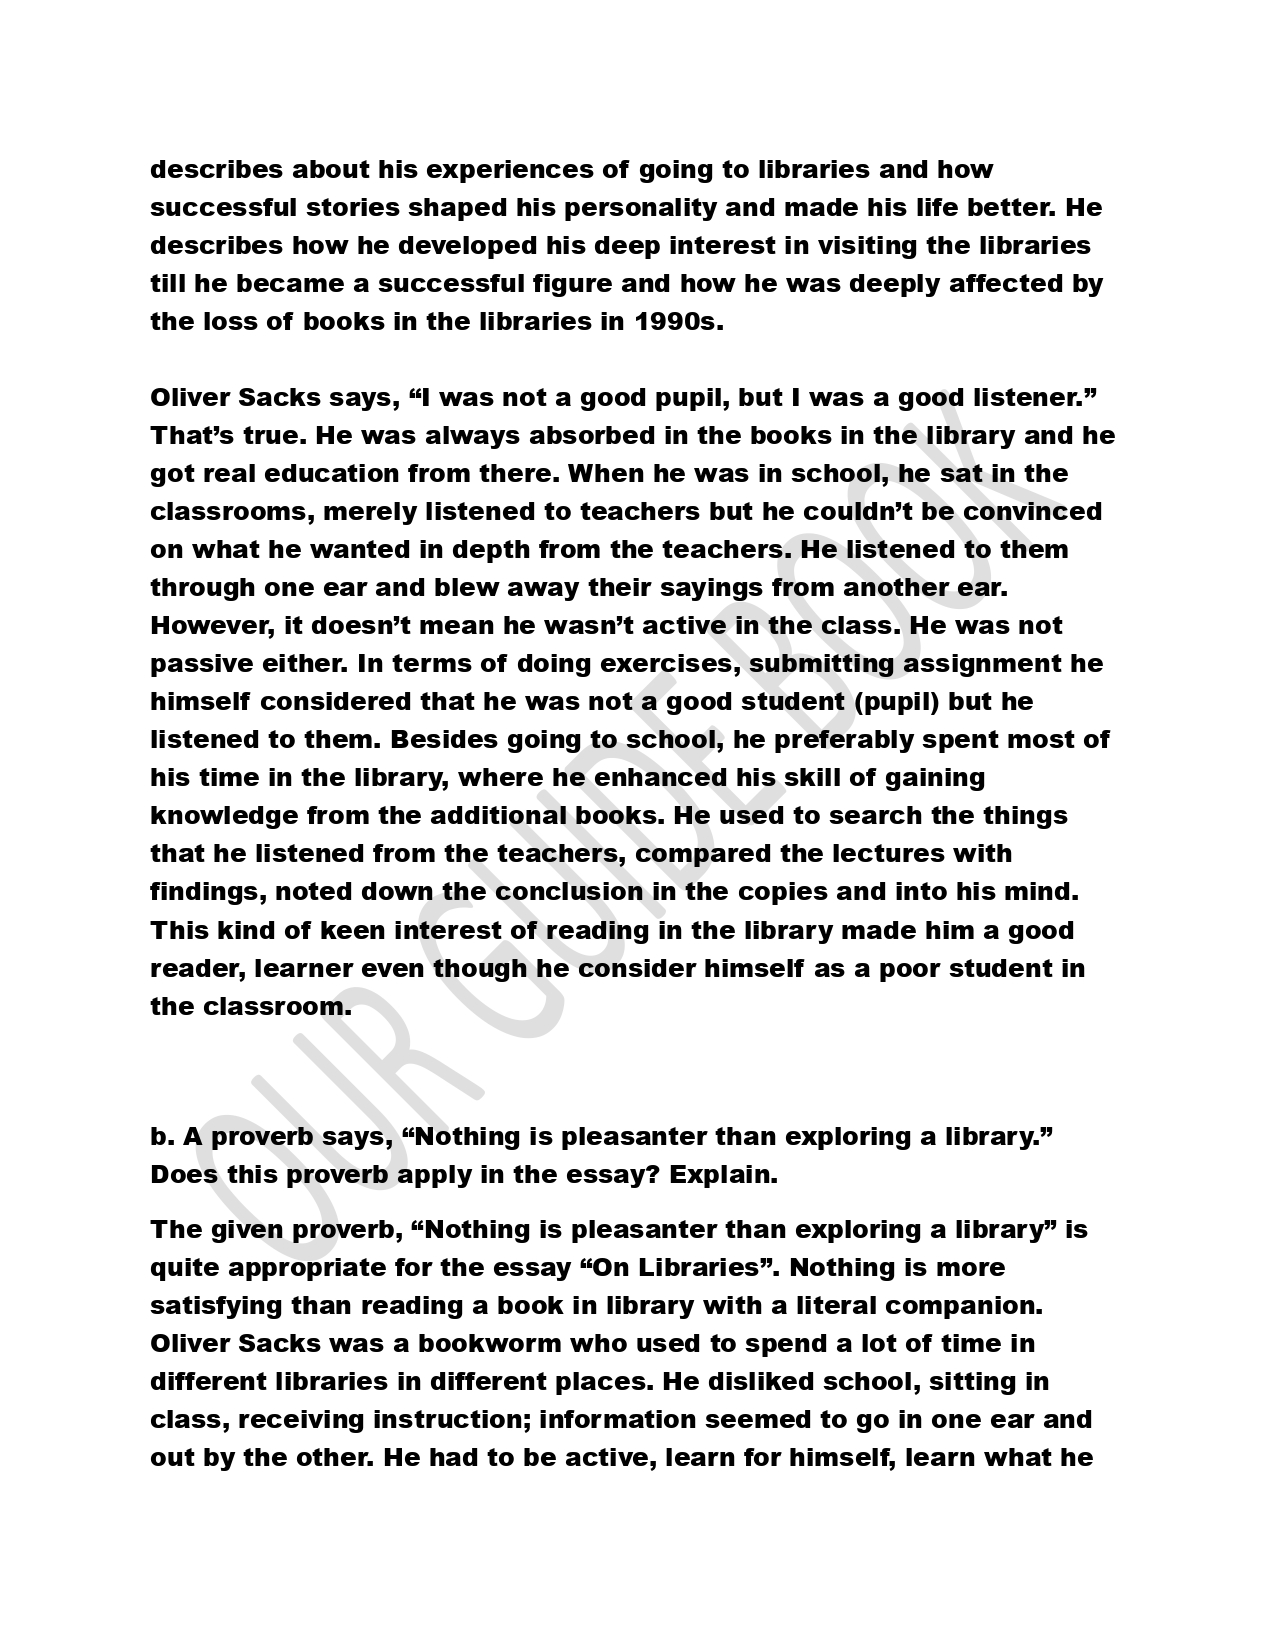 describes about his experiences of going to libraries and how
successful stories shaped his personality and made his life better. He
describes how he developed his deep interest in visiting the libraries
till he became a successful figure and how he was deeply affected by
the loss of books in the libraries in 1990s.
Oliver Sacks says, “I was not a good pupil, but I was a good listener.”
That’s true. He was always absorbed in the books in the library and he
got real education from there. When he was in school, he sat in the
classrooms, merely listened to teachers but he couldn’t be convinced
on what he wanted in depth from the teachers. He listened to them
through one ear and blew away their sayings from another ear.
However, it doesn’t mean he wasn’t active in the class. He was not
passive either. In terms of doing exercises, submitting assignment he
himself considered that he was not a good student (pupil) but he
listened to them. Besides going to school, he preferably spent most of
his time in the library, where he enhanced his skill of gaining
knowledge from the additional books. He used to search the things
that he listened from the teachers, compared the lectures with
findings, noted down the conclusion in the copies and into his mind.
This kind of keen interest of reading in the library made him a good
reader, learner even though he consider himself as a poor student in
the classroom.
b. A proverb says, “Nothing is pleasanter than exploring a library.”
Does this proverb apply in the essay? Explain.
The given proverb, “Nothing is pleasanter than exploring a library” is
quite appropriate for the essay “On Libraries”. Nothing is more
satisfying than reading a book in library with a literal companion.
Oliver Sacks was a bookworm who used to spend a lot of time in
different libraries in different places. He disliked school, sitting in
class, receiving instruction; information seemed to go in one ear and
out by the other. He had to be active, learn for himself, learn what he
OUR GUIDE BOOK